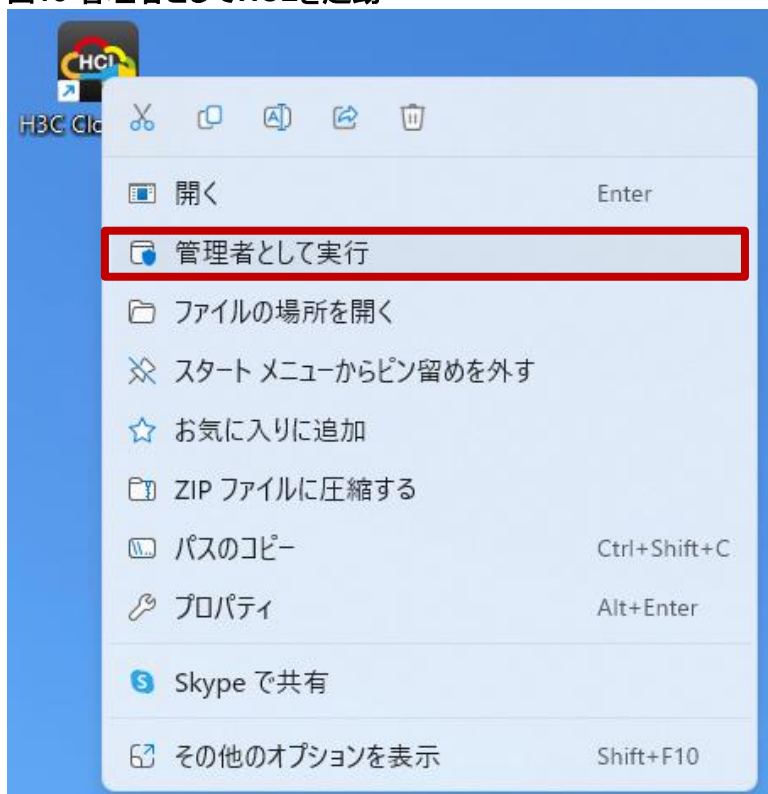 HCI
H3C Clo
開く Enter
管理者として実行
ファイルの場所を開く
スタート メニューからピン留めを外す
お気に入りに追加
ZIP ファイルに圧縮する
パスのコピー Ctrl+Shift+C
プロパティ Alt+Enter
Skype で共有
その他のオプションを表示 Shift+F10